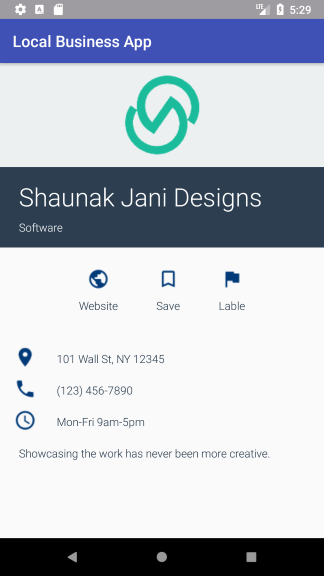 LTE 5:29
Local Business App
Shaunak Jani Designs
Software
Website Save Lable
101 Wall St, NY 12345
(123) 456-7890
Mon-Fri 9am-5pm
Showcasing the work has never been more creative.